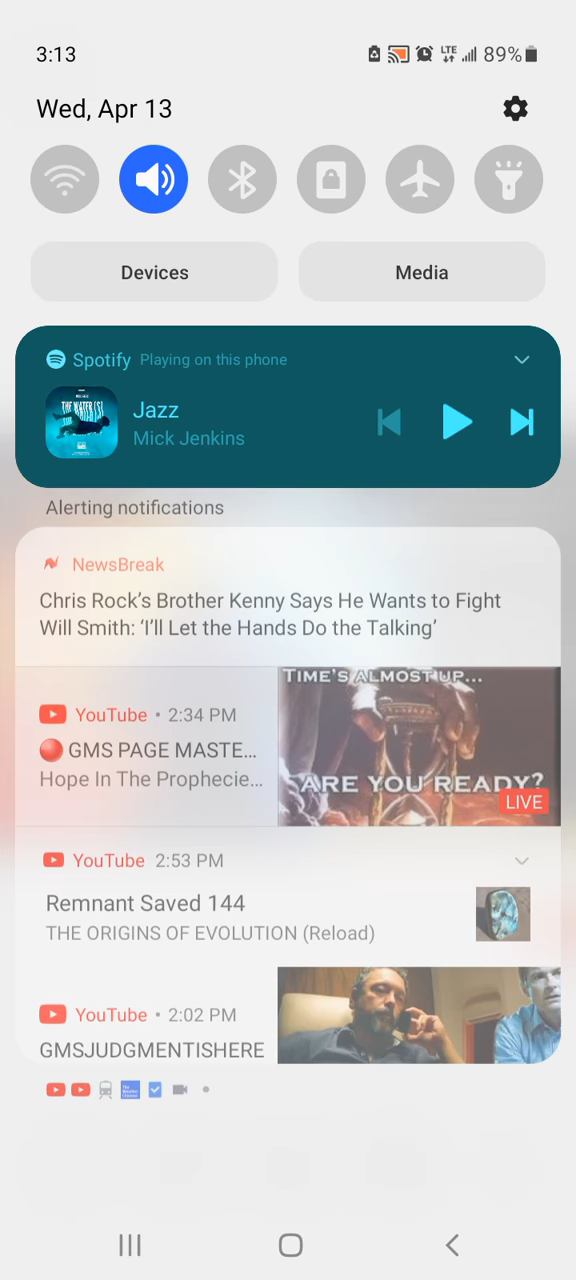 3:13
LTE 89%
Wed, Apr 13
Devices
Media
Spotify Playing on this phone
THE WATER[S]
Jazz
Mick Jenkins
Alerting notifications
NewsBreak
Chris Rock’s Brother Kenny Says He Wants to Fight
Will Smith: ‘I’ll Let the Hands Do the Talking’
YouTube • 2:34 PM
GMS PAGE MASTE...
Hope In The Prophecie...
TIME'S ALMOST UP...
ARE YOU READY?
LIVE
YouTube 2:53 PM
Remnant Saved 144
THE ORIGINS OF EVOLUTION (Reload)
YouTube • 2:02 PM
GMSJUDGMENTISHERE